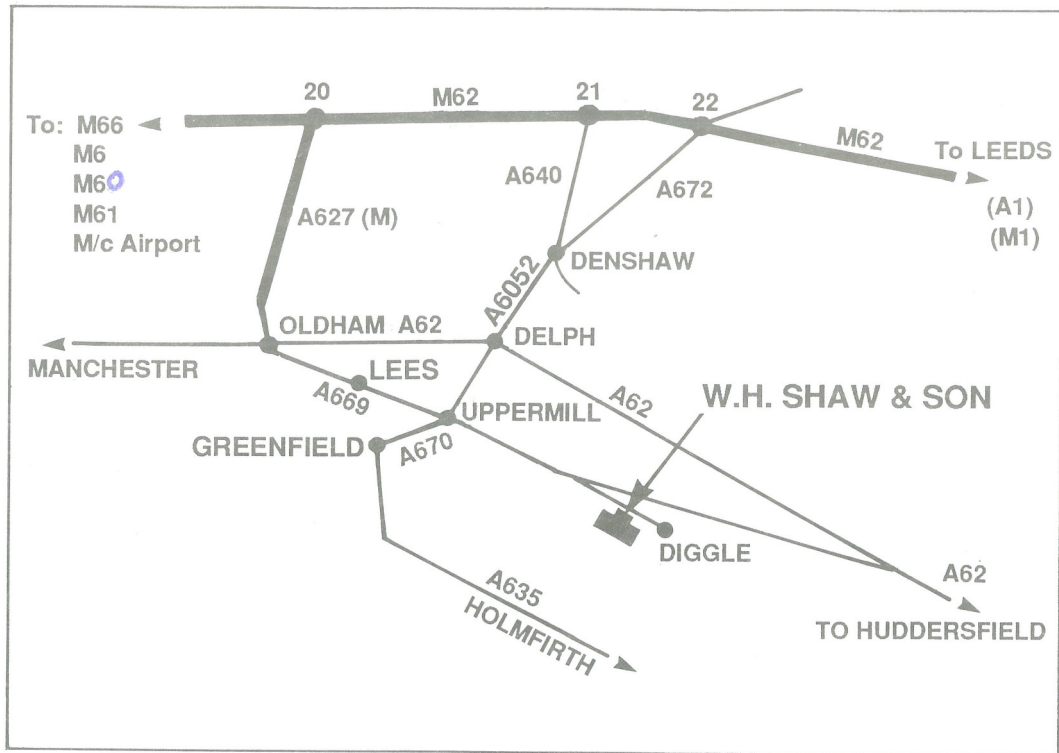 20
M62
21
22
To: M66
M6
M60
M61
M/c Airport
M62
To LEEDS
(A1)
(M1)
A640
A672
A627 (M)
DENSHAW
A6052
OLDHAM A62
DELPH
MANCHESTER
LEES
A669
A62
W.H. SHAW & SON
UPPERMILL
GREENFIELD
A670
DIGGLE
A62
A635
HOLMFIRTH
TO HUDDERSFIELD